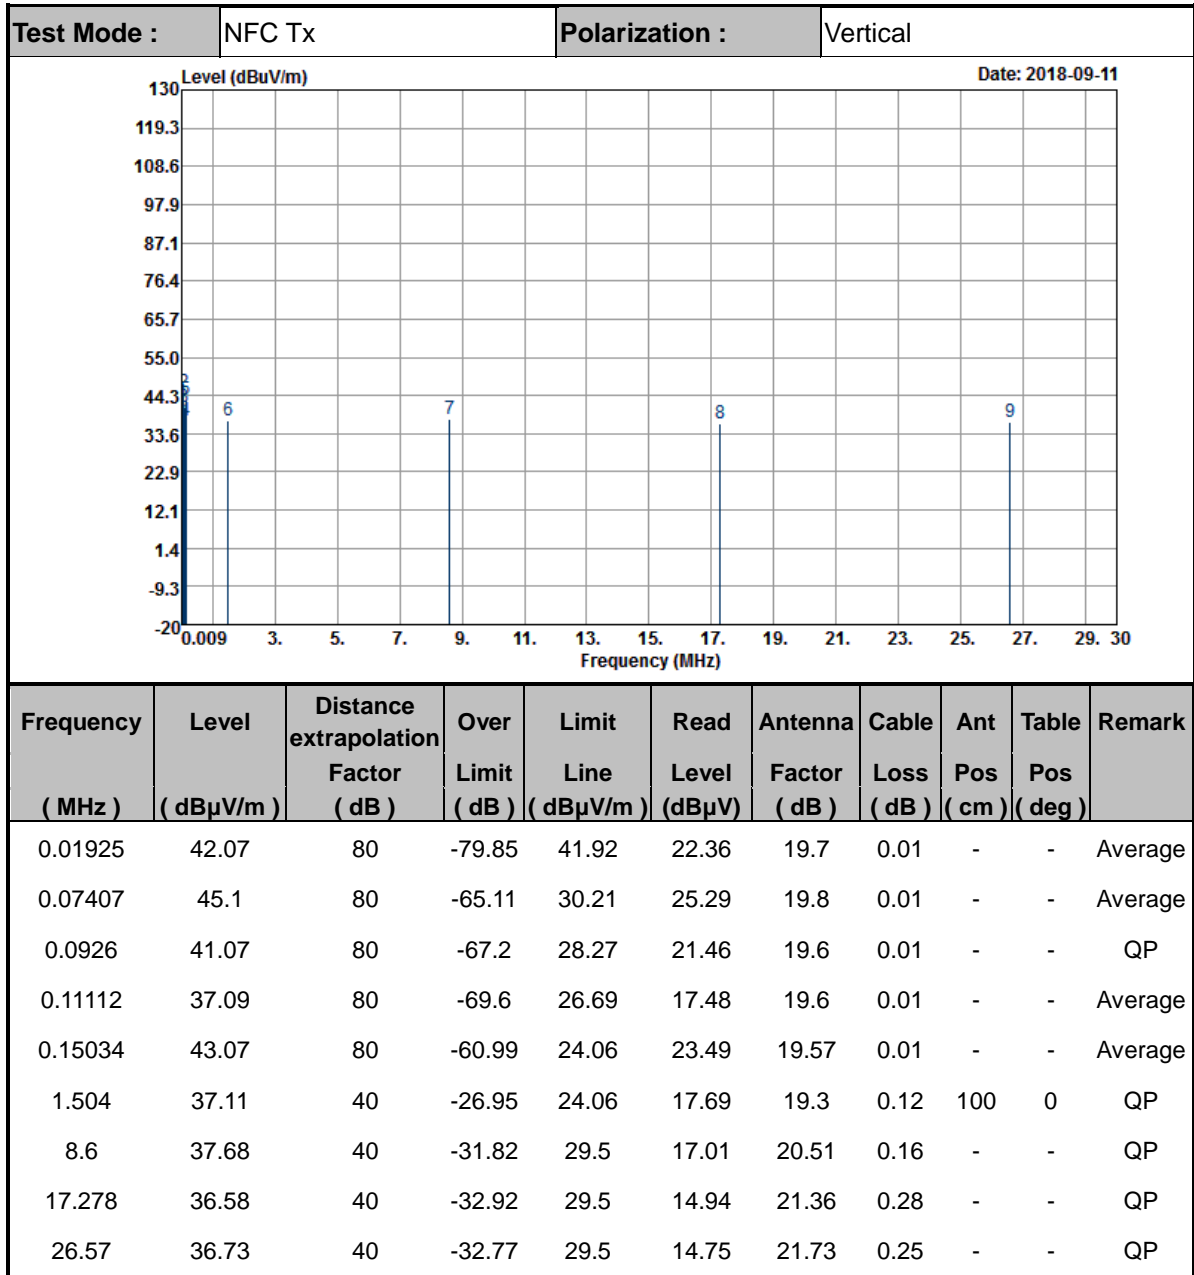 Test Mode : NFC Tx Polarization : Vertical
Level (dBuV/m) Date: 2018-09-11
130
119.3
108.6
97.9
87.1
76.4
65.7
55.0
44.3
33.6
22.9
12.1
1.4
-9.3
-20
2
6 7 8 9
0.009 3. 5. 7. 9. 11. 13. 15. 17. 19. 21. 23. 25. 27. 29. 30
Frequency (MHz)
Frequency Level Distance extrapolation Over Limit Read Antenna Cable Ant Table Remark
Factor Limit Line Level Factor Loss Pos Pos
( MHz ) ( dBµV/m ) ( dB ) ( dB ) ( dBµV/m ) (dBµV) ( dB ) ( dB ) ( cm ) ( deg )
0.01925 42.07 80 -79.85 41.92 22.36 19.7 0.01 - - Average
0.07407 45.1 80 -65.11 30.21 25.29 19.8 0.01 - - Average
0.0926 41.07 80 -67.2 28.27 21.46 19.6 0.01 - - QP
0.11112 37.09 80 -69.6 26.69 17.48 19.6 0.01 - - Average
0.15034 43.07 80 -60.99 24.06 23.49 19.57 0.01 - - Average
1.504 37.11 40 -26.95 24.06 17.69 19.3 0.12 100 0 QP
8.6 37.68 40 -31.82 29.5 17.01 20.51 0.16 - - QP
17.278 36.58 40 -32.92 29.5 14.94 21.36 0.28 - - QP
26.57 36.73 40 -32.77 29.5 14.75 21.73 0.25 - - QP